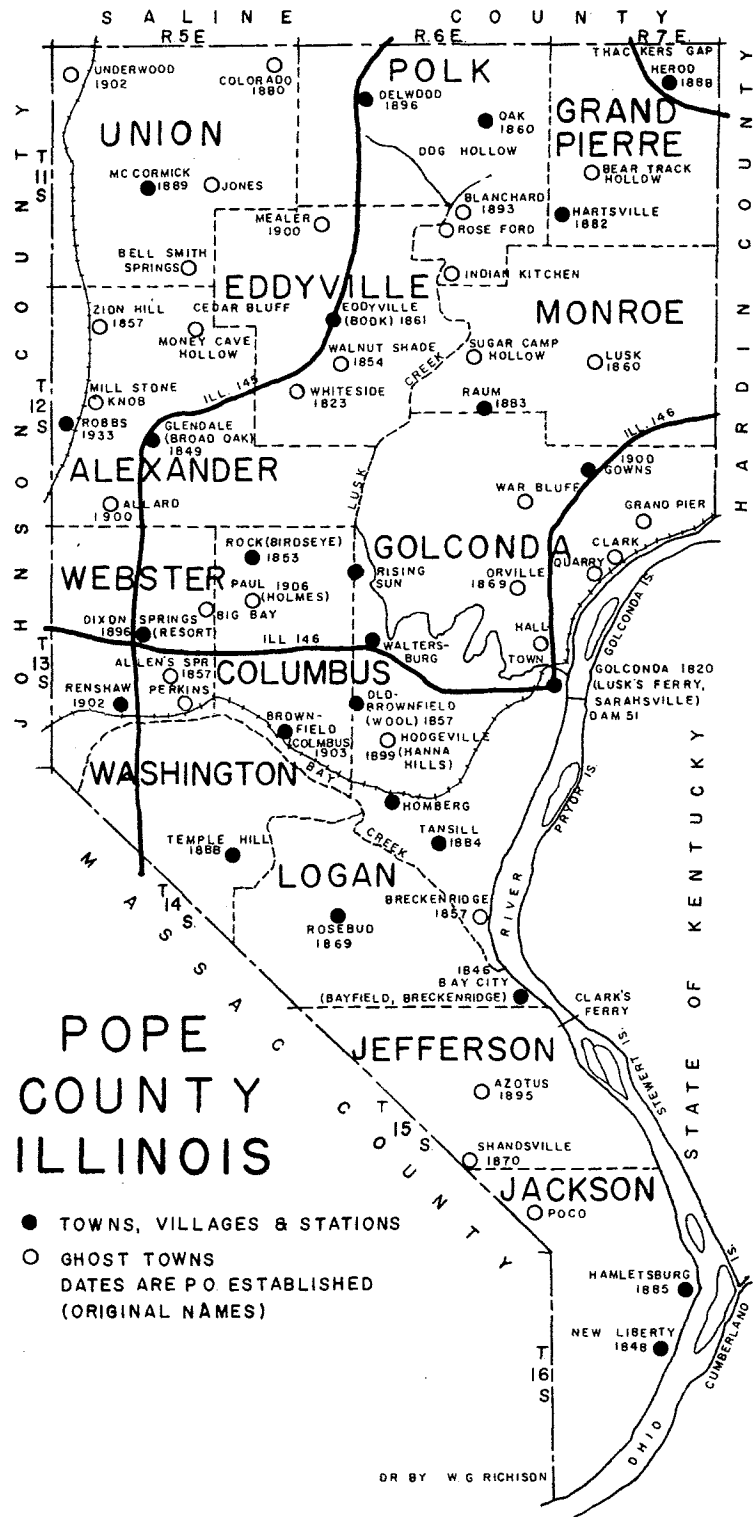 SALINE COUNTY
R5E
R.6E.
R7E
THACKERS GAP
HEROD
1888
UNDERWOOD
1902
COLORADO
1880
POLK
DELWOOD
1896
OAK
1860
GRAND
PIERRE
UNION
DOG HOLLOW
T
11
S
MC CORMICK
1889
JONES
BEAR TRACK
HOLLOW
BLANCHARD
1893
MEALER
1900
ROSE FORD
HARTSVILLE
1882
BELL SMITH
SPRINGS
INDIAN KITCHEN
EDDYVILLE
EDDYVILLE
(BOOK) 1861
MONROE
ZION HILL
1857
CEDAR BLUFF
MONEY CAVE
HOLLOW
WALNUT SHADE
1854
SUGAR CAMP
HOLLOW
LUSK
1860
CREEK
T
12
S
MILL STONE
KNOB
ILL. 145
WHITESIDE
1823
RAUM
1883
ILL. 146
ROBBS
1933
GLENDALE
(BROAD OAK)
1849
1900
GOWNS
ALEXANDER
LUSK
WAR BLUFF
ALLARD
1900
GRAND PIER
ROCK (BIRDSEYE)
1853
GOLCONDA
CLARK
QUARRY
WEBSTER
PAUL 1906
(HOLMES)
RISING
SUN
ORVILLE
1869
BIG BAY
GOLCONDA IS.
DIXON SPRINGS
1896 (RESORT)
ILL 146
WALTERS-
BURG
HALL
TOWN
T
13
S
ALLEN'S SPR
1857
COLUMBUS
GOLCONDA 1820
(LUSK'S FERRY,
SARAHSVILLE)
DAM 51
RENSHAW
1902
PERKINS
OLD-
BROWNFIELD
(WOOL) 1857
BROWN-
FIELD
(COLMBUS)
1903
HODGEVILLE
1899 (HANNA
HILLS)
WASHINGTON
BAY
PRYOR IS.
HOMBERG
TEMPLE HILL
1888
CREEK
TANSILL
1884
LOGAN
T
14
S.
BRECKENRIDGE
1857
ROSEBUD
1869
RIVER
1846
BAY CITY
(BAYFIELD, BRECKENRIDGE)
CLARK'S
FERRY
POPE
COUNTY
ILLINOIS
JEFFERSON
STEWERT IS.
AZOTUS
1895
T
15
S.
SHANDSVILLE
1870
JACKSON
POCO
TOWNS, VILLAGES & STATIONS
GHOST TOWNS
DATES ARE P.O. ESTABLISHED
(ORIGINAL NAMES)
HAMLETSBURG
1885
NEW LIBERTY
1848
CUMBERLAND IS.
T
16
S
OHIO
DR BY W. G RICHISON
JOHNSON COUNTY
MASSAC COUNTY
HARDIN COUNTY
STATE OF KENTUCKY